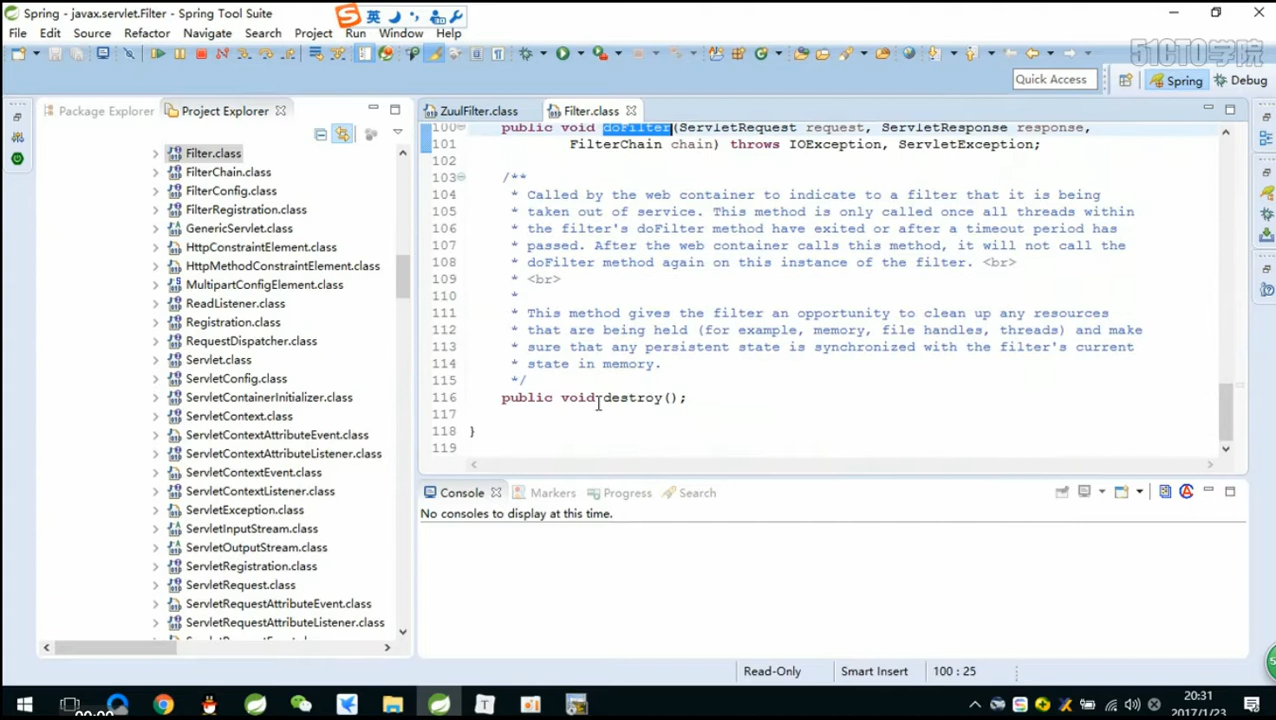 Spring - javax.servlet.Filter - Spring Tool Suite
英
51CTO学院
File Edit Source Refactor Navigate Search Project Run Window Help
Quick Access
Spring
Debug
Package Explorer
Project Explorer
ZuulFilter.class
Filter.class
Filter.class
FilterChain.class
FilterConfig.class
FilterRegistration.class
GenericServlet.class
HttpConstraintElement.class
HttpMethodConstraintElement.class
MultipartConfigElement.class
ReadListener.class
Registration.class
RequestDispatcher.class
Servlet.class
ServletConfig.class
ServletContainerInitializer.class
ServletContext.class
ServletContextAttributeEvent.class
ServletContextAttributeListener.class
ServletContextEvent.class
ServletContextListener.class
ServletException.class
ServletInputStream.class
ServletOutputStream.class
ServletRegistration.class
ServletRequest.class
ServletRequestAttributeEvent.class
ServletRequestAttributeListener.class
100 public void doFilter(ServletRequest request, ServletResponse response,
101 FilterChain chain) throws IOException, ServletException;
102
103 /**
104 * Called by the web container to indicate to a filter that it is being
105 * taken out of service. This method is only called once all threads within
106 * the filter's doFilter method have exited or after a timeout period has
107 * passed. After the web container calls this method, it will not call the
108 * doFilter method again on this instance of the filter. <br>
109 * <br>
110 *
111 * This method gives the filter an opportunity to clean up any resources
112 * that are being held (for example, memory, file handles, threads) and make
113 * sure that any persistent state is synchronized with the filter's current
114 * state in memory.
115 */
116 public void destroy();
117
118 }
119
Console
Markers
Progress
Search
No consoles to display at this time.
Read-Only
Smart Insert
100 : 25
20:31
2017/1/23